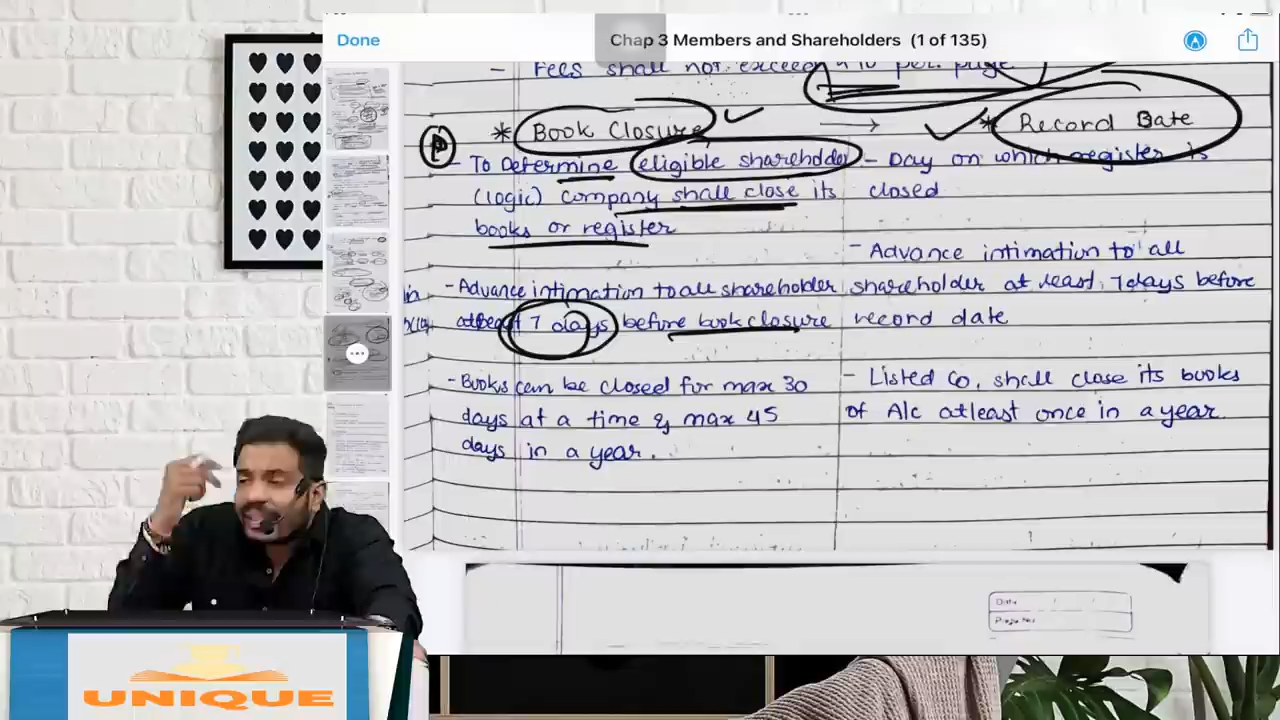 Done
Chap 3 Members and Shareholders (1 of 135)
- Fees shall not exceed ₹10 per. page
* Book Closure → * Record Date
- To Determine eligible shareholder - Day on which register is
(logic) company shall close its closed
books or register
- Advance intimation to all
- Advance intimation to all shareholder shareholder at least, 7 days before
atleast 7 days before book closure record date
- Books can be closed for max 30 - Listed Co, shall close its books
days at a time & max 45 of A/c atleast once in a year.
days in a year.
UNIQUE